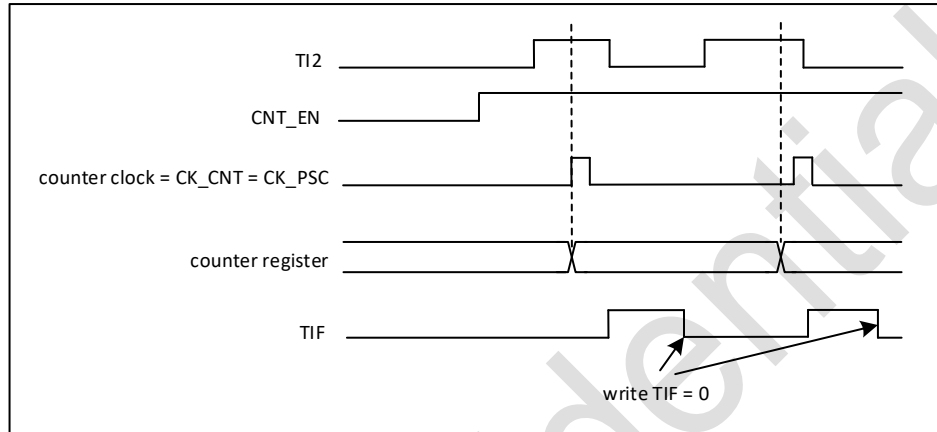 TI2
CNT_EN
counter clock = CK_CNT = CK_PSC
counter register
TIF
write TIF = 0